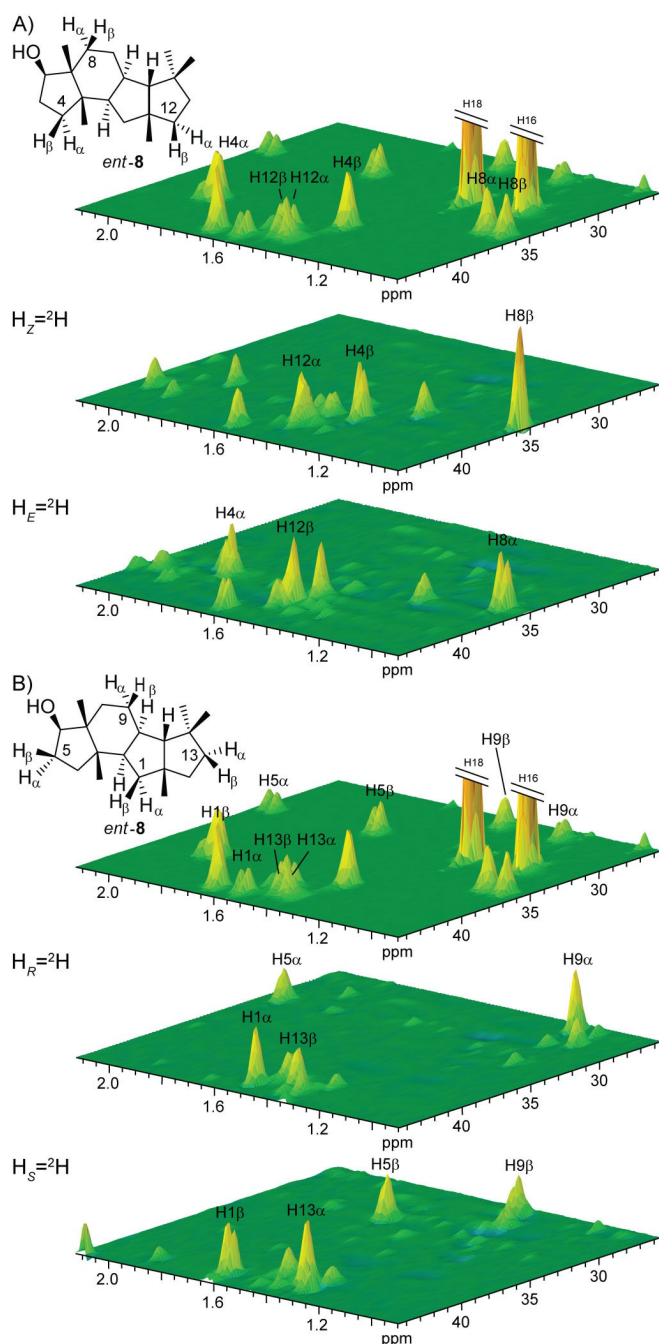 A)
Hα
Hβ
HO
8
H
H
4
12
H
Hβ
Hα
Hα
Hβ
ent-8
H4α
H12β
H12α
H4β
H18
H16
H8α
H8β
2.0
1.6
1.2
ppm
40
35
30
H_Z=²H
H12α
H4β
H8β
2.0
1.6
1.2
ppm
40
35
30
H_E=²H
H4α
H12β
H8α
2.0
1.6
1.2
ppm
40
35
30
B)
Hα
Hβ
HO
9
H
H
Hβ
5
13
Hα
Hα
H
1
Hβ
Hβ
Hα
ent-8
H1β
H5α
H1α
H13β
H13α
H5β
H18
H9β
H16
H9α
2.0
1.6
1.2
ppm
40
35
30
H_R=²H
H5α
H1α
H13β
H9α
2.0
1.6
1.2
ppm
40
35
30
H_S=²H
H1β
H13α
H5β
H9β
2.0
1.6
1.2
ppm
40
35
30